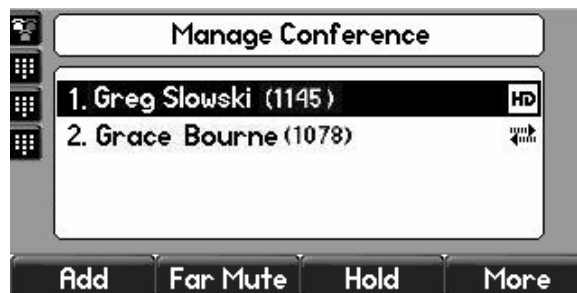 Manage Conference
1. Greg Slowski (1145)
HD
2. Grace Bourne (1078)
Add Far Mute Hold More